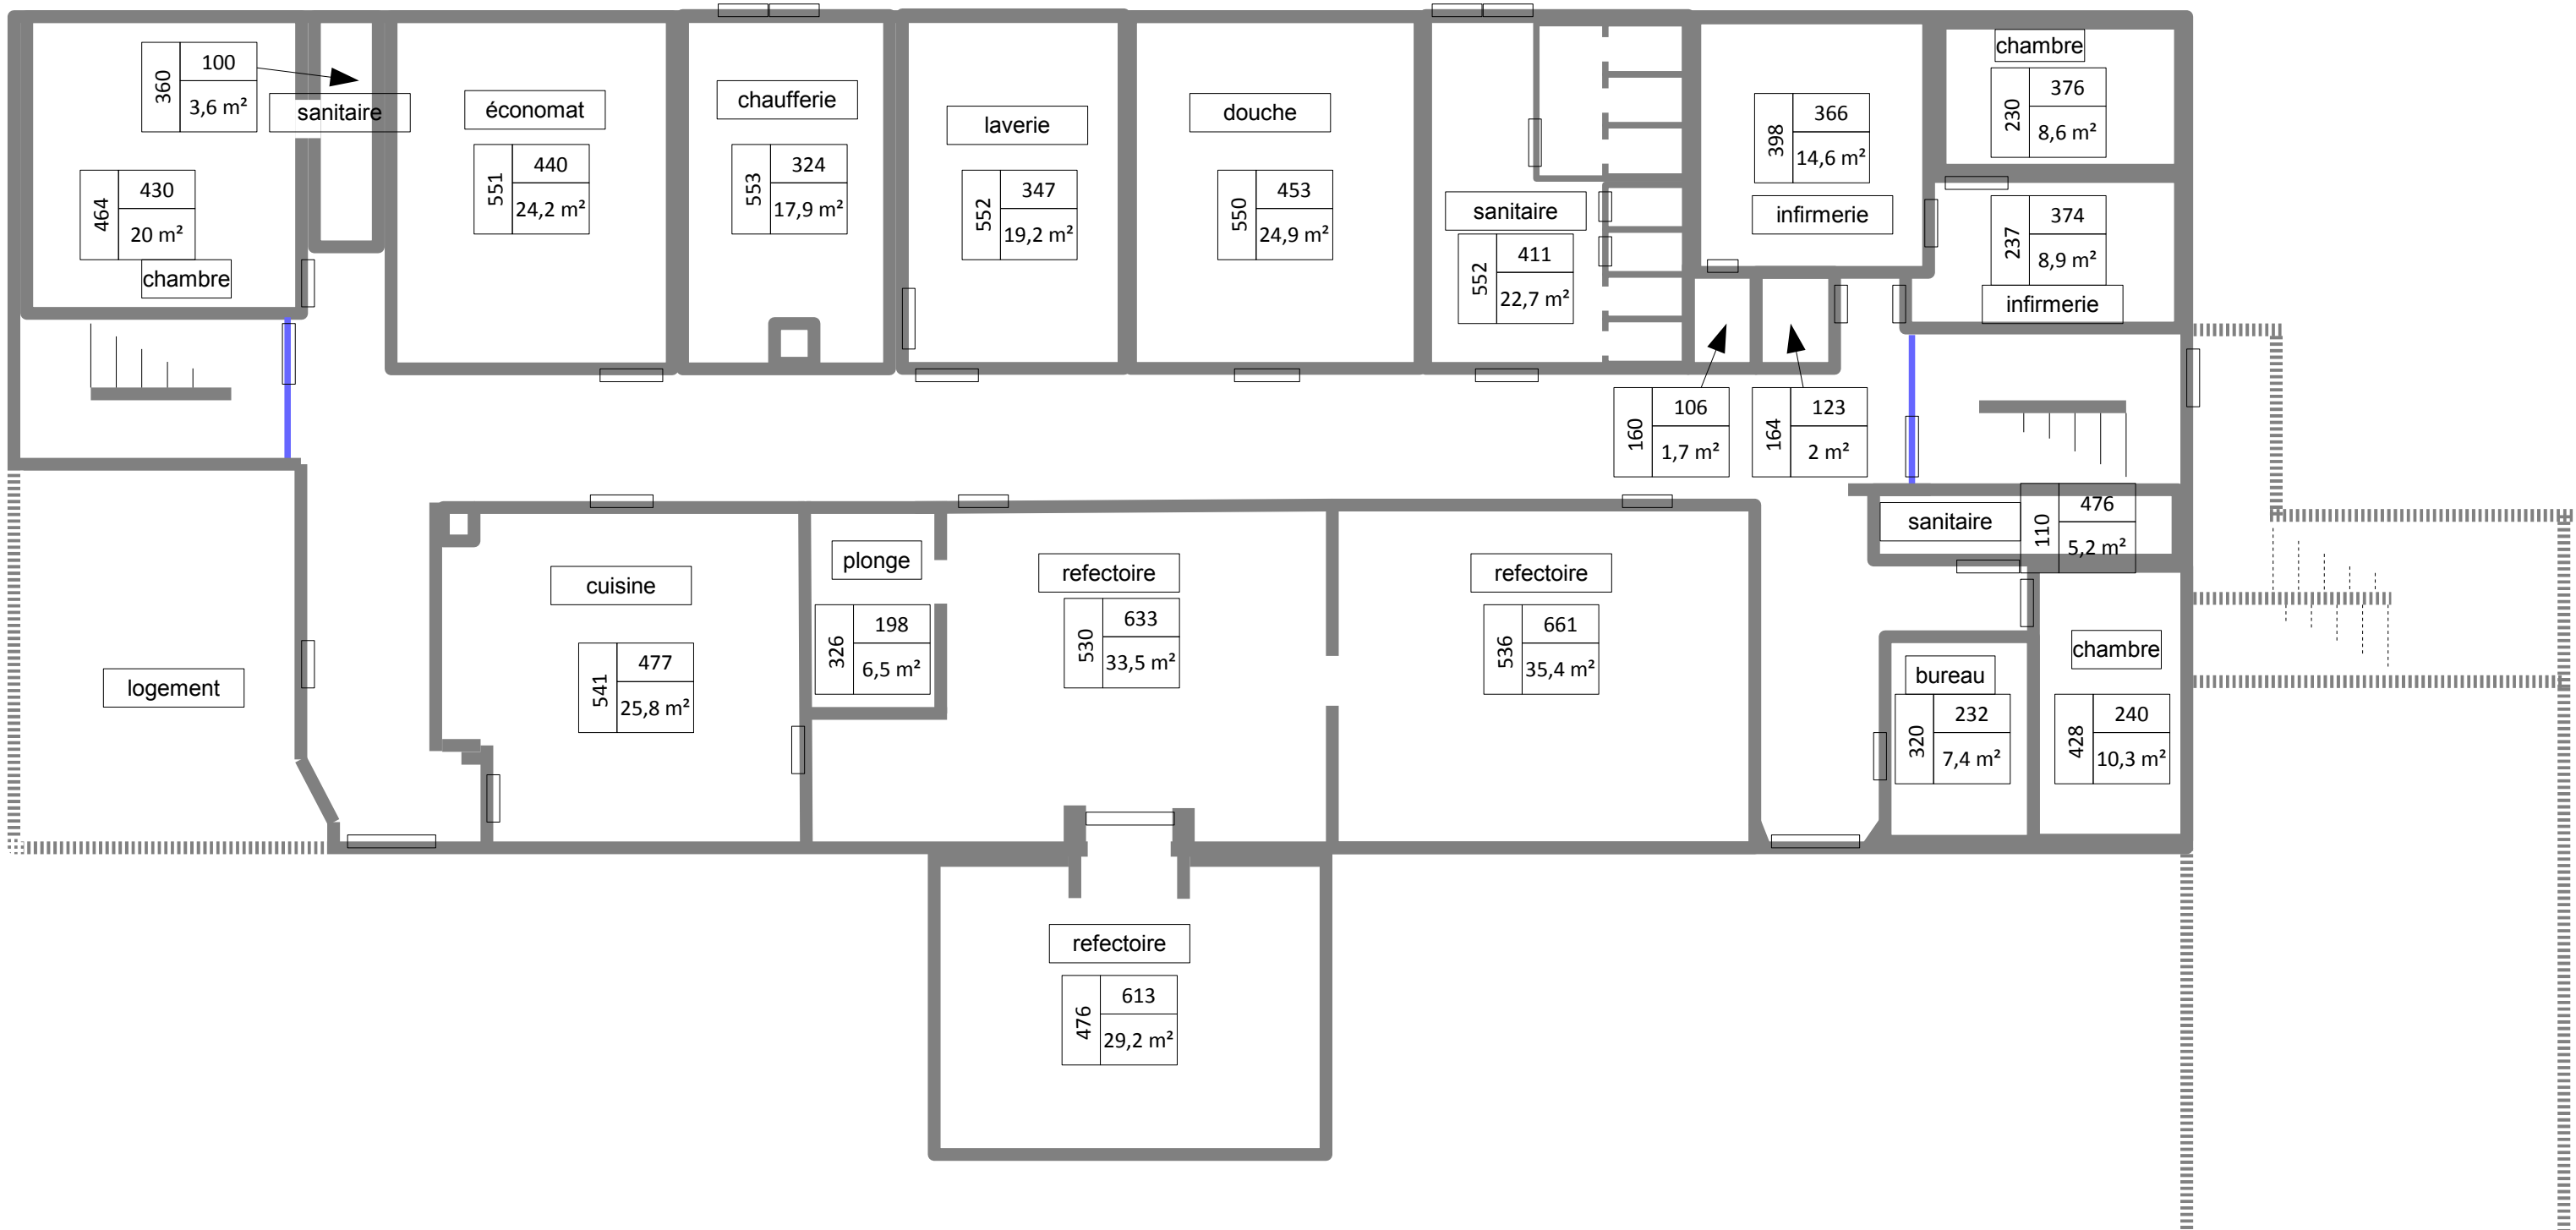 100
360
3,6 m²
sanitaire
430
464
20 m²
chambre
économat
440
551
24,2 m²
chaufferie
324
553
17,9 m²
laverie
347
552
19,2 m²
douche
453
550
24,9 m²
sanitaire
411
552
22,7 m²
366
398
14,6 m²
infirmerie
chambre
376
230
8,6 m²
374
237
8,9 m²
infirmerie
106
160
1,7 m²
123
164
2 m²
sanitaire
476
110
5,2 m²
logement
cuisine
477
541
25,8 m²
plonge
198
326
6,5 m²
refectoire
633
530
33,5 m²
refectoire
661
536
35,4 m²
bureau
232
320
7,4 m²
chambre
240
428
10,3 m²
refectoire
613
476
29,2 m²